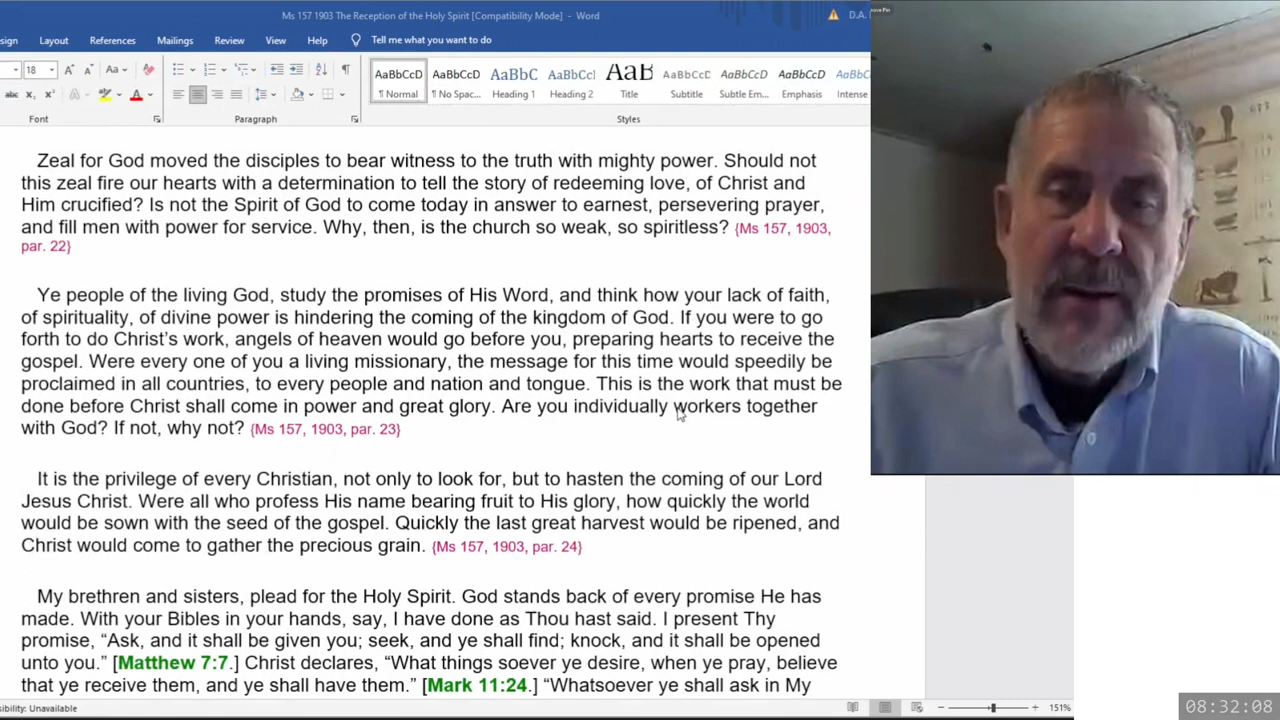 Ms 157 1903 The Reception of the Holy Spirit [Compatibility Mode] - Word
D.A.
sign Layout References Mailings Review View Help Tell me what you want to do
18 Aa
AaBbCcD AaBbCcD AaBbC AaBbCcl AaB AaBbCcD AaBbCcD AaBbCcD AaBbC
¶ Normal ¶ No Spac... Heading 1 Heading 2 Title Subtitle Subtle Em... Emphasis Intense
Font Paragraph Styles
Zeal for God moved the disciples to bear witness to the truth with mighty power. Should not
this zeal fire our hearts with a determination to tell the story of redeeming love, of Christ and
Him crucified? Is not the Spirit of God to come today in answer to earnest, persevering prayer,
and fill men with power for service. Why, then, is the church so weak, so spiritless? {Ms 157, 1903,
par. 22}
Ye people of the living God, study the promises of His Word, and think how your lack of faith,
of spirituality, of divine power is hindering the coming of the kingdom of God. If you were to go
forth to do Christ's work, angels of heaven would go before you, preparing hearts to receive the
gospel. Were every one of you a living missionary, the message for this time would speedily be
proclaimed in all countries, to every people and nation and tongue. This is the work that must be
done before Christ shall come in power and great glory. Are you individually workers together
with God? If not, why not? {Ms 157, 1903, par. 23}
It is the privilege of every Christian, not only to look for, but to hasten the coming of our Lord
Jesus Christ. Were all who profess His name bearing fruit to His glory, how quickly the world
would be sown with the seed of the gospel. Quickly the last great harvest would be ripened, and
Christ would come to gather the precious grain. {Ms 157, 1903, par. 24}
My brethren and sisters, plead for the Holy Spirit. God stands back of every promise He has
made. With your Bibles in your hands, say, I have done as Thou hast said. I present Thy
promise, "Ask, and it shall be given you; seek, and ye shall find; knock, and it shall be opened
unto you." [Matthew 7:7.] Christ declares, "What things soever ye desire, when ye pray, believe
that ye receive them, and ye shall have them." [Mark 11:24.] "Whatsoever ye shall ask in My
sibility: Unavailable
151%
08:32:08